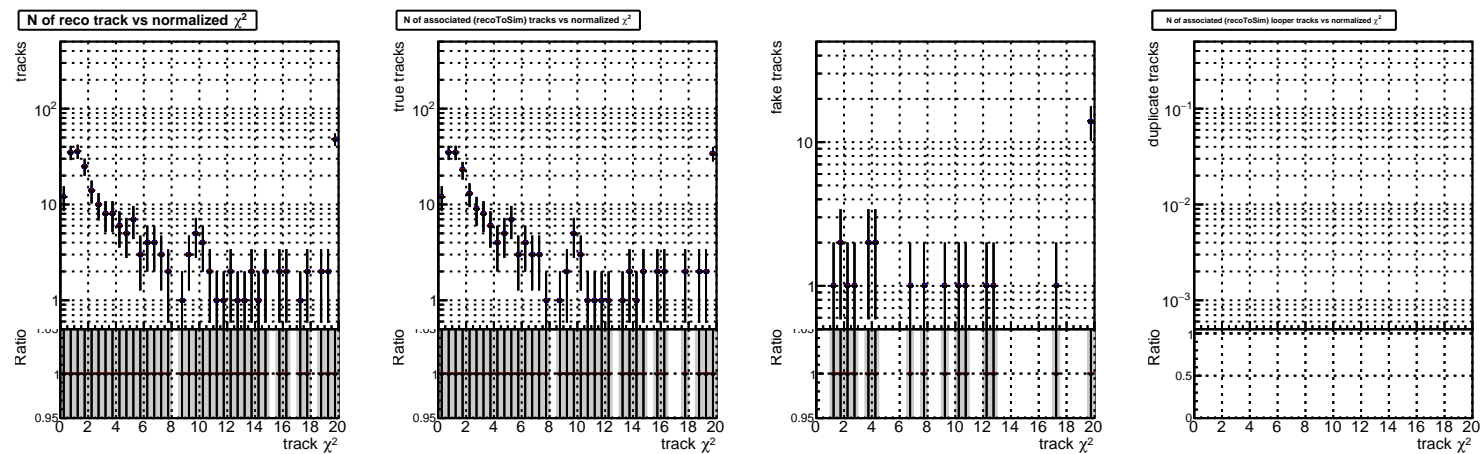 N of reco track vs normalized χ²
tracks
10²
10
1
Ratio
1.05
1
0.95
0 2 4 6 8 10 12 14 16 18 20
track χ²
N of associated (recoToSim) tracks vs normalized χ²
true tracks
10²
10
1
Ratio
1.05
1
0.95
0 2 4 6 8 10 12 14 16 18 20
track χ²
fake tracks
10
1
Ratio
1.05
1
0.95
0 2 4 6 8 10 12 14 16 18 20
track χ²
N of associated (recoToSim) looper tracks vs normalized χ²
duplicate tracks
10⁻¹
10⁻²
10⁻³
Ratio
1
0.5
0
0 2 4 6 8 10 12 14 16 18 20
track χ²